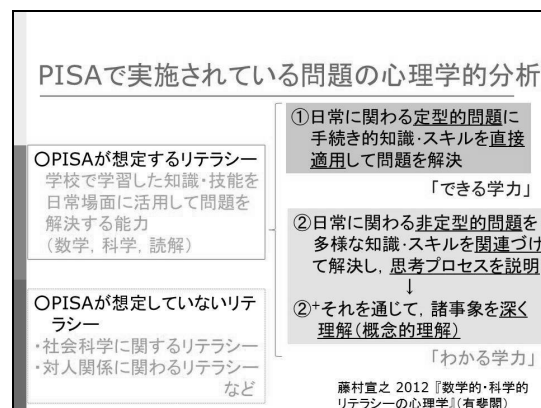 PISAで実施されている問題の心理学的分析
○PISAが想定するリテラシー
学校で学習した知識・技能を
日常場面に活用して問題を
解決する能力
（数学，科学，読解）
○PISAが想定していないリテ
ラシー
・社会科学に関するリテラシー
・対人関係に関わるリテラシー
など
①日常に関わる定型的問題に
手続き的知識・スキルを直接
適用して問題を解決
「できる学力」
②日常に関わる非定型的問題を
多様な知識・スキルを関連づけ
て解決し，思考プロセスを説明
↓
②⁺それを通じて，諸事象を深く
理解（概念的理解）
「わかる学力」
藤村宣之 2012 『数学的・科学的
リテラシーの心理学』（有斐閣）